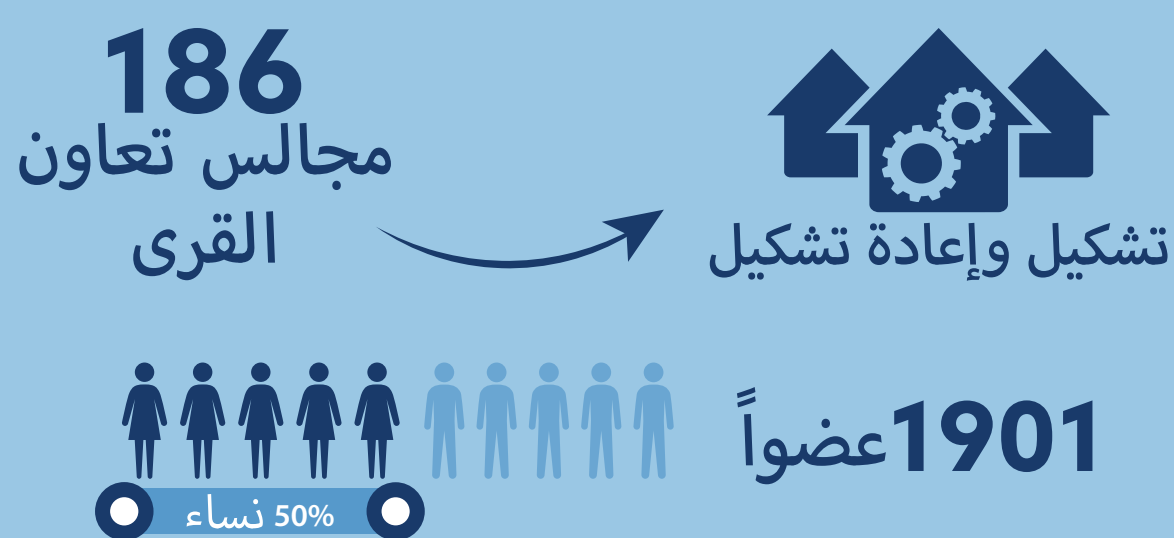 تشكيل وإعادة تشكيل
186
مجالس تعاون
القرى
1901عضواً
50% نساء